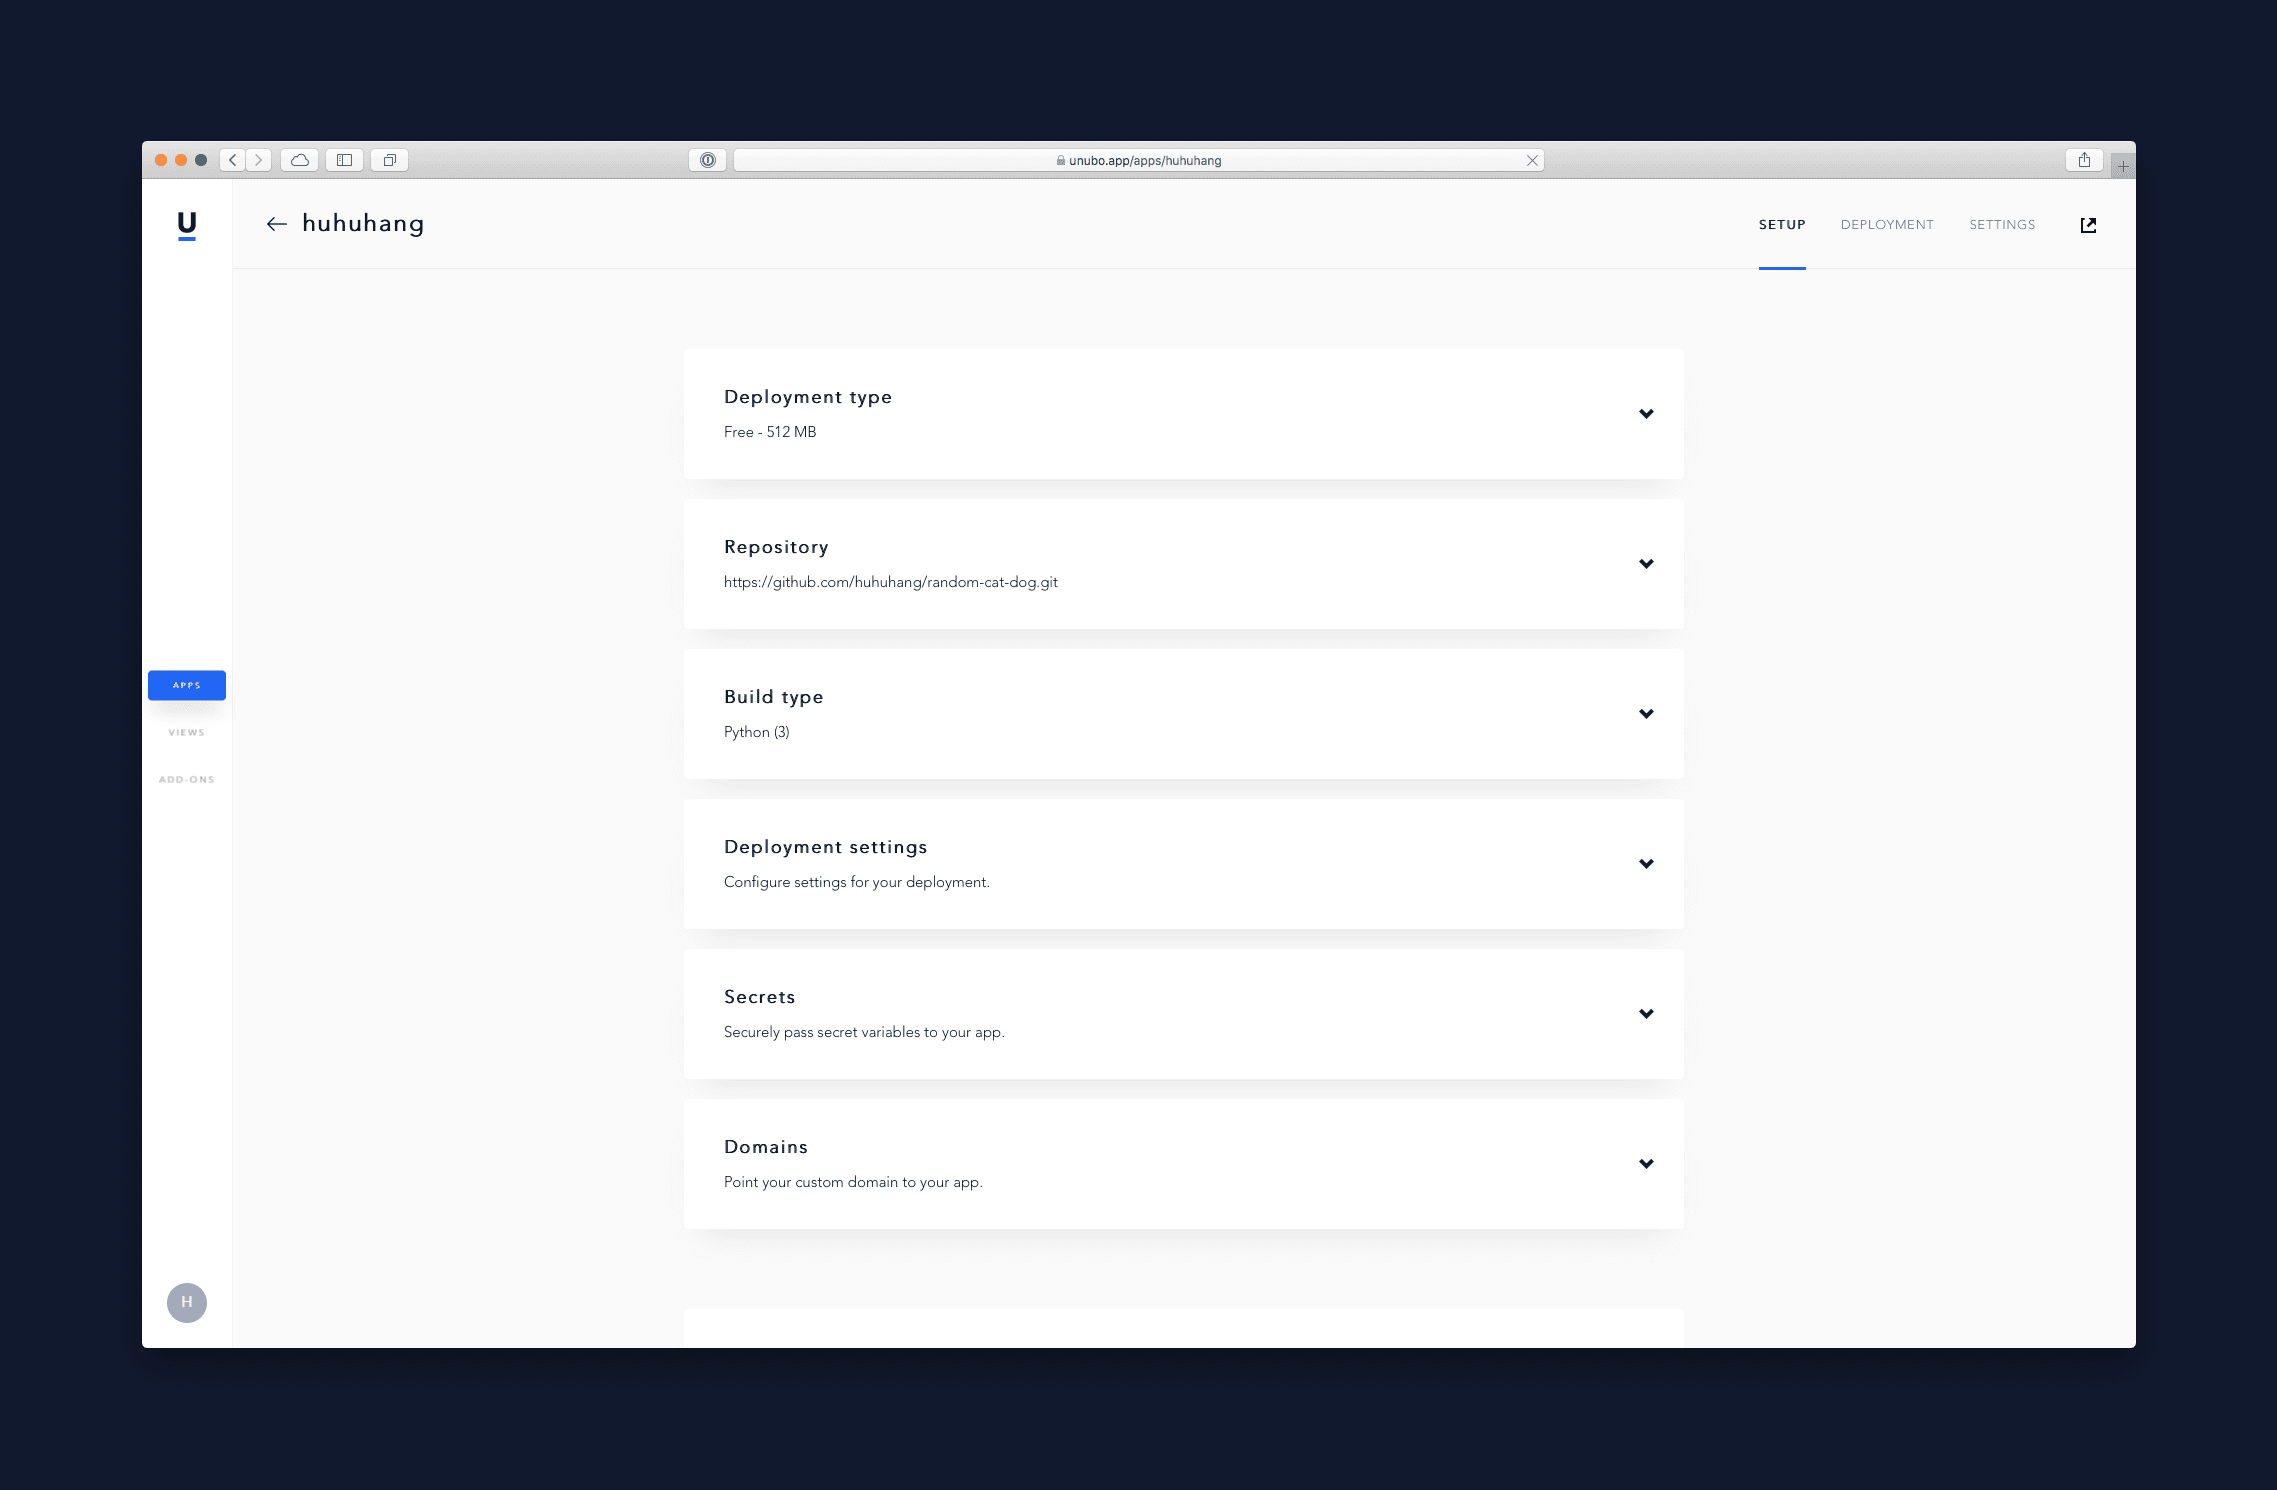 unubo.app/apps/huhuhang
U
huhuhang
SETUP
DEPLOYMENT
SETTINGS
Deployment type
Free - 512 MB
Repository
https://github.com/huhuhang/random-cat-dog.git
APPS
VIEWS
ADD-ONS
Build type
Python (3)
Deployment settings
Configure settings for your deployment.
Secrets
Securely pass secret variables to your app.
Domains
Point your custom domain to your app.
H